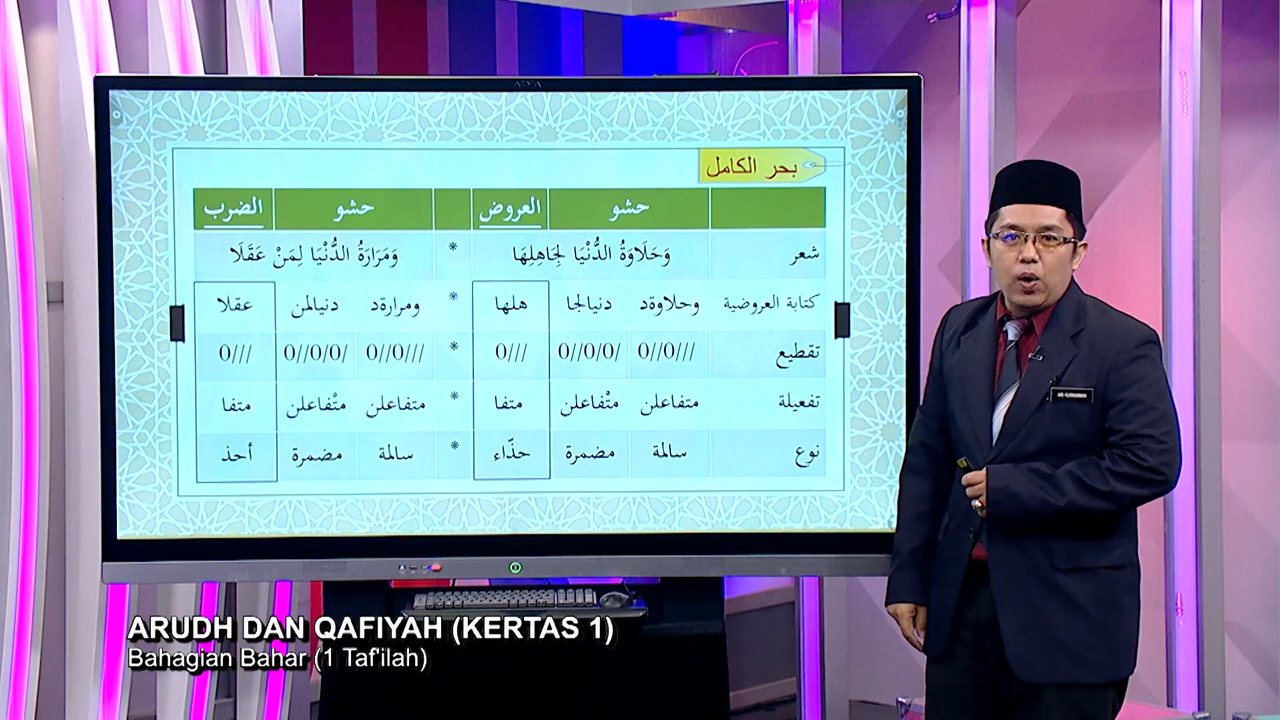 بحر الكامل
حشو العروض حشو الضرب
شعر وَحَلَاوَةُ الدُّنْيَا لِجَاهِلِهَا * وَمَرَارَةُ الدُّنْيَا لِمَنْ عَقَلَا
كتابة العروضية وحلاوةد دنيالجا هلها * ومرارةد دنيالمن عقلا
تقطيع ///0//0 /0/0//0 ///0 * ///0//0 /0/0//0 ///0
تفعيلة متفاعلن متْفاعلن متفا * متفاعلن متْفاعلن متفا
نوع سالمة مضمرة حذّاء * سالمة مضمرة أحذ
ARUDH DAN QAFIYAH (KERTAS 1)
Bahagian Bahar (1 Taf'ilah)